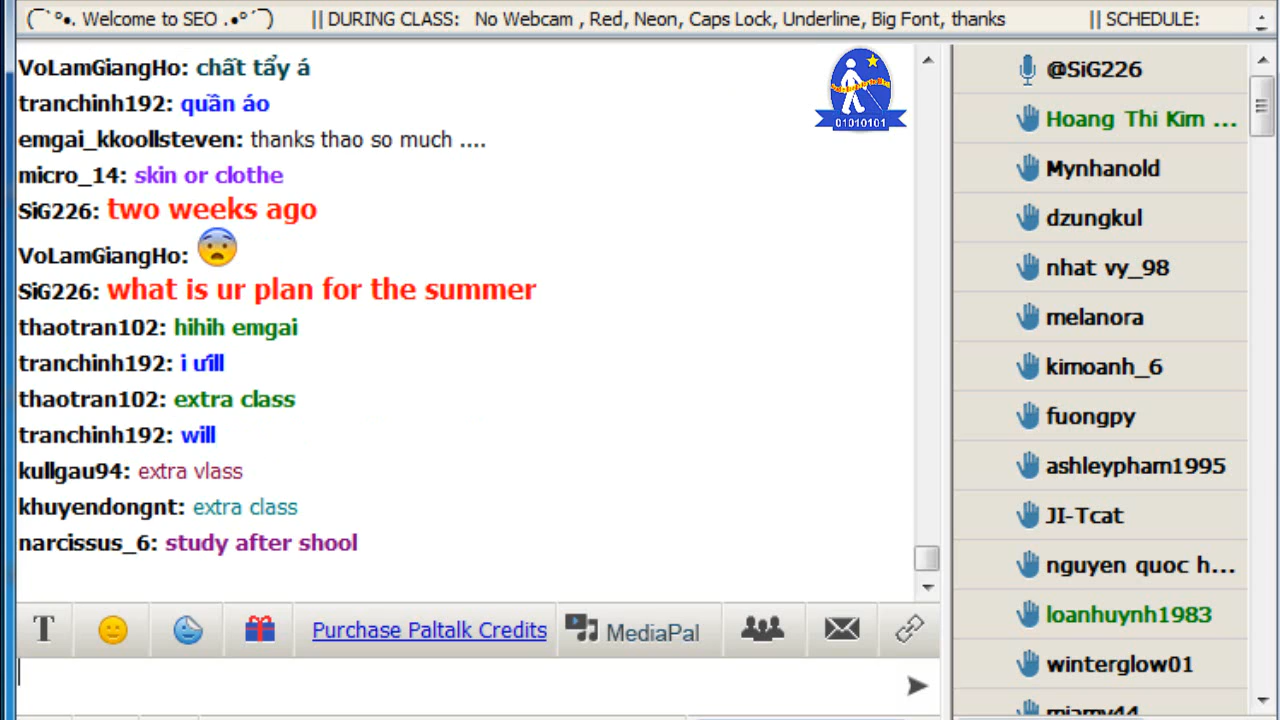 (¯`°•. Welcome to SEO .•°´¯) || DURING CLASS: No Webcam , Red, Neon, Caps Lock, Underline, Big Font, thanks || SCHEDULE:
VoLamGiangHo: chất tẩy á
tranchinh192: quần áo
emgai_kkoollsteven: thanks thao so much ....
micro_14: skin or clothe
SiG226: two weeks ago
VoLamGiangHo:
SiG226: what is ur plan for the summer
thaotran102: hihih emgai
tranchinh192: i ưill
thaotran102: extra class
tranchinh192: will
kullgau94: extra vlass
khuyendongnt: extra class
narcissus_6: study after shool
01010101
T
Purchase Paltalk Credits
MediaPal
@SiG226
Hoang Thi Kim ...
Mynhanold
dzungkul
nhat vy_98
melanora
kimoanh_6
fuongpy
ashleypham1995
JI-Tcat
nguyen quoc h...
loanhuynh1983
winterglow01